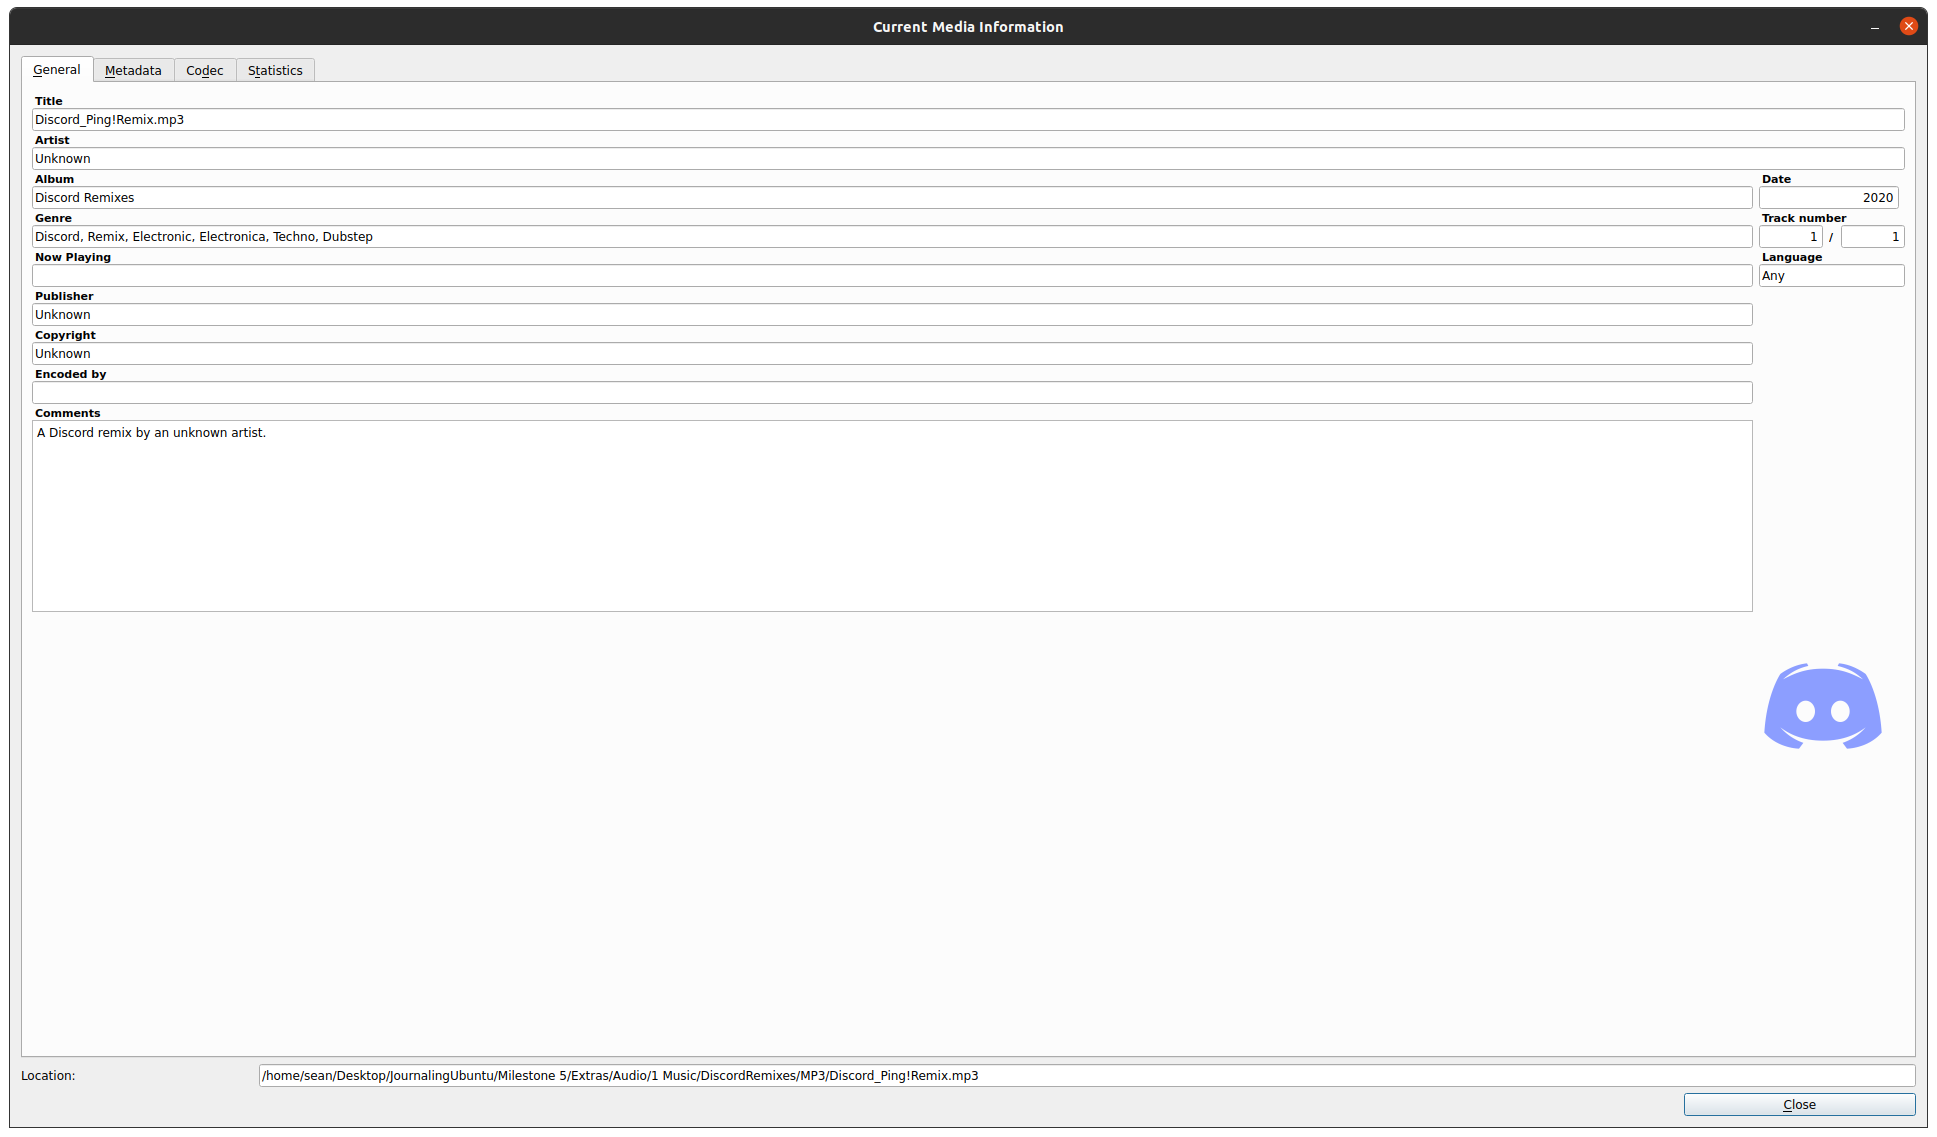 Current Media Information
General Metadata Codec Statistics
Title
Discord_Ping!Remix.mp3
Artist
Unknown
Album Date
Discord Remixes 2020
Genre Track number
Discord, Remix, Electronic, Electronica, Techno, Dubstep 1 / 1
Now Playing Language
Any
Publisher
Unknown
Copyright
Unknown
Encoded by
Comments
A Discord remix by an unknown artist.
Location: /home/sean/Desktop/JournalingUbuntu/Milestone 5/Extras/Audio/1 Music/DiscordRemixes/MP3/Discord_Ping!Remix.mp3
Close